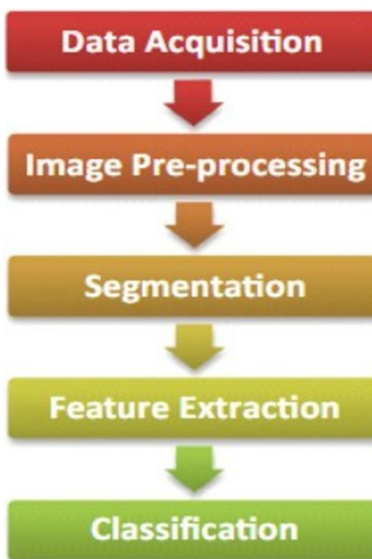 Data Acquisition
Image Pre-processing
Segmentation
Feature Extraction
Classification